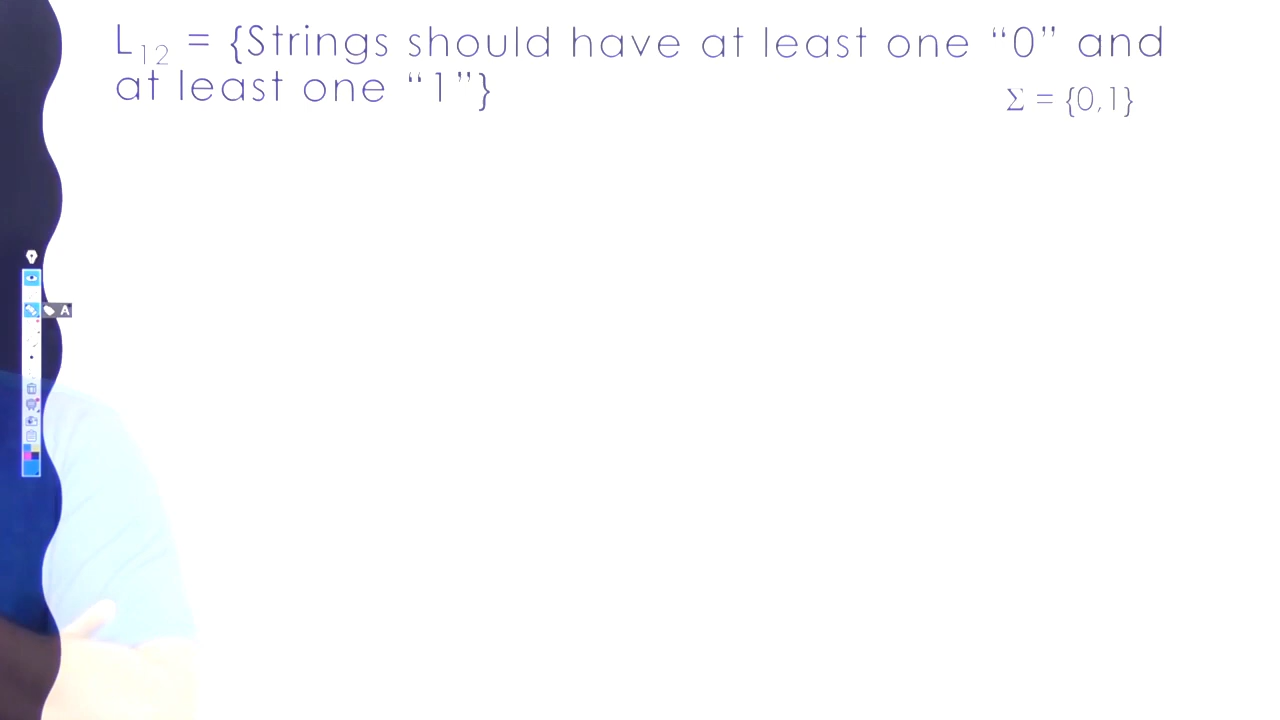 L₁₂ = {Strings should have at least one “0” and
at least one “1”}
Σ = {0,1}
A